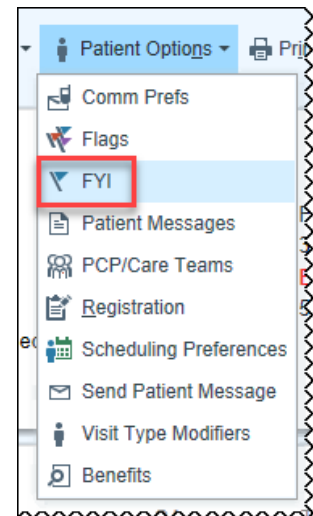 Patient Options
Comm Prefs
Flags
FYI
Patient Messages
PCP/Care Teams
Registration
Scheduling Preferences
Send Patient Message
Visit Type Modifiers
Benefits